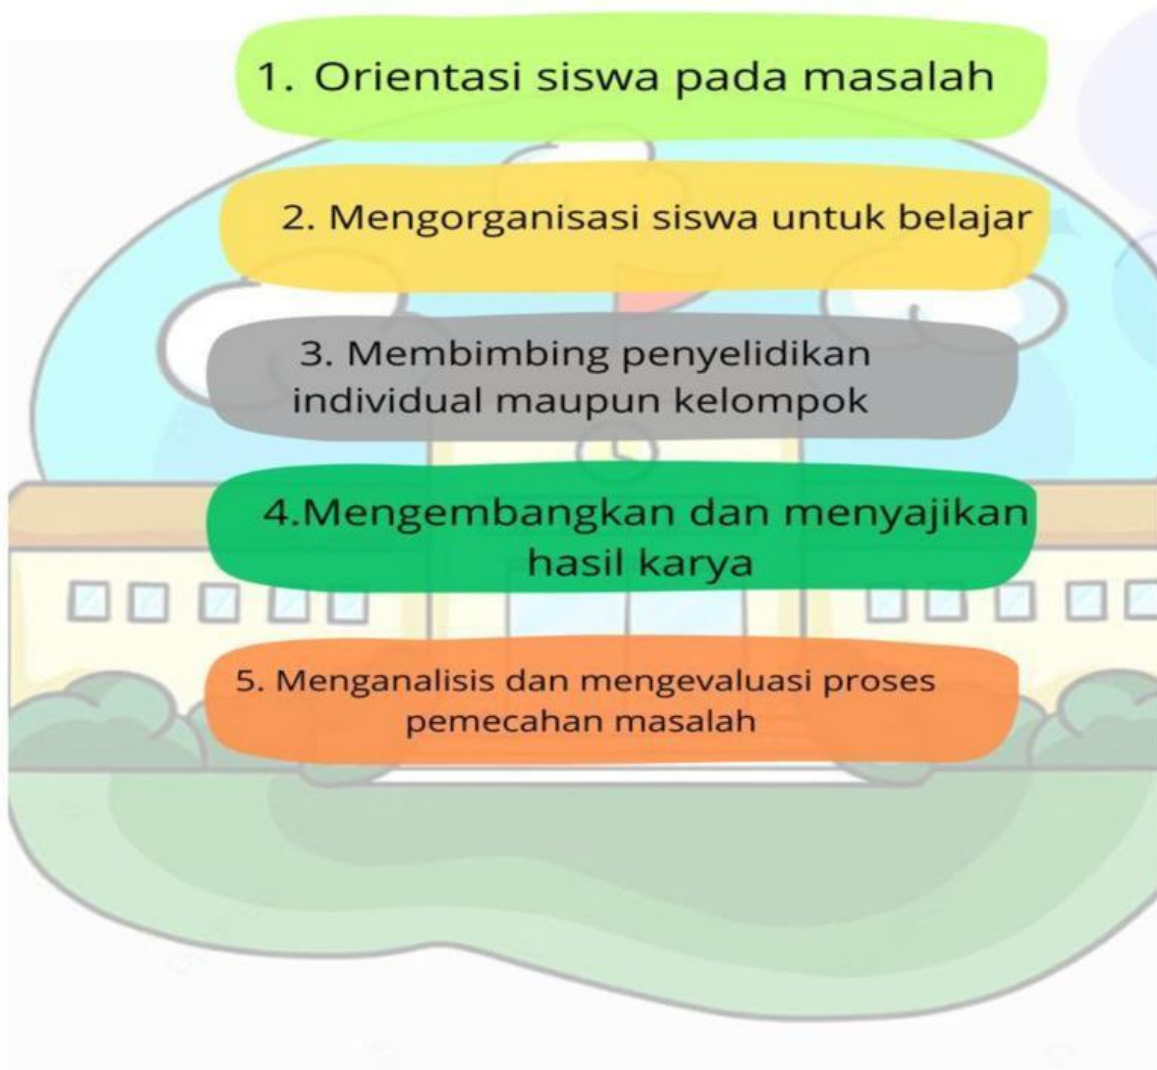 1. Orientasi siswa pada masalah
2. Mengorganisasi siswa untuk belajar
3. Membimbing penyelidikan
individual maupun kelompok
4.Mengembangkan dan menyajikan
hasil karya
5. Menganalisis dan mengevaluasi proses
pemecahan masalah